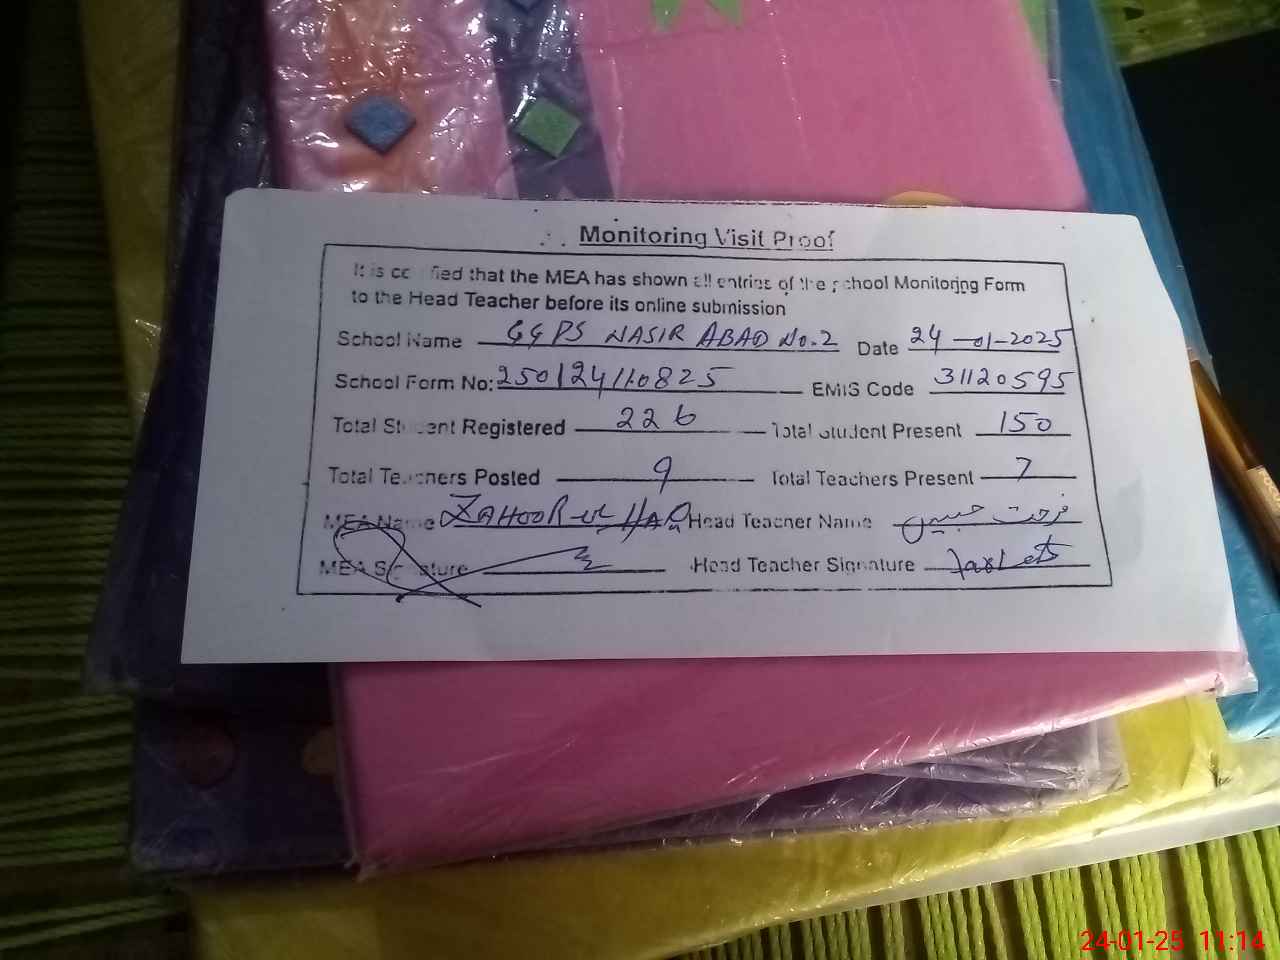 Monitoring Visit Proof
It is certified that the MEA has shown all entries of the school Monitoring Form
to the Head Teacher before its online submission
School Name GGPS NASIR ABAD No.2 Date 24-01-2025
School Form No: 250124110825 EMIS Code 31120595
Total Student Registered 226 Total Student Present 150
Total Teachers Posted 9 Total Teachers Present 7
MEA Name ZAHOOR-UL HAQ Head Teacher Name فرحت جبیں
MEA Signature Head Teacher Signature
24-01-25 11:14